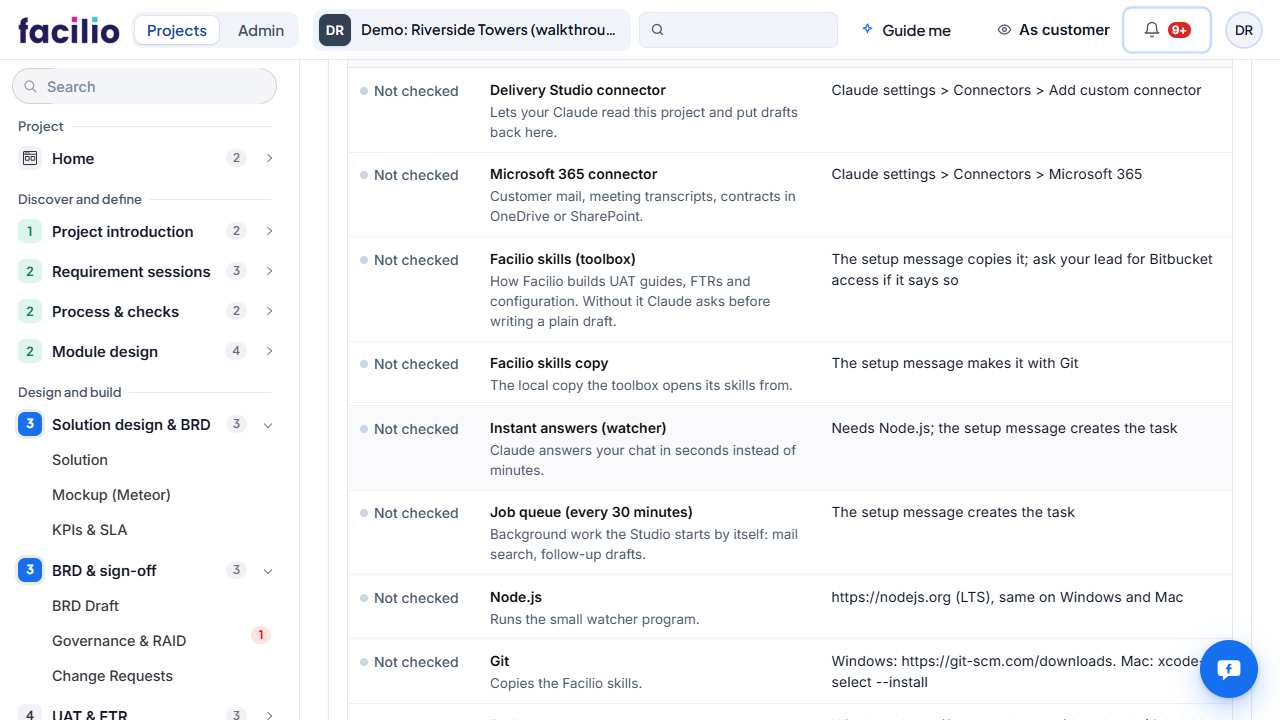 facilio
Projects
Admin
DR
Demo: Riverside Towers (walkthrou...
Guide me
As customer
9+
DR
Search
Project
Home
2
Discover and define
1
Project introduction
2
2
Requirement sessions
3
2
Process & checks
2
2
Module design
4
Design and build
3
Solution design & BRD
3
Solution
Mockup (Meteor)
KPIs & SLA
3
BRD & sign-off
3
BRD Draft
Governance & RAID
1
Change Requests
4
UAT & FTR
3
Not checked
Delivery Studio connector
Lets your Claude read this project and put drafts
back here.
Claude settings > Connectors > Add custom connector
Not checked
Microsoft 365 connector
Customer mail, meeting transcripts, contracts in
OneDrive or SharePoint.
Claude settings > Connectors > Microsoft 365
Not checked
Facilio skills (toolbox)
How Facilio builds UAT guides, FTRs and
configuration. Without it Claude asks before
writing a plain draft.
The setup message copies it; ask your lead for Bitbucket
access if it says so
Not checked
Facilio skills copy
The local copy the toolbox opens its skills from.
The setup message makes it with Git
Not checked
Instant answers (watcher)
Claude answers your chat in seconds instead of
minutes.
Needs Node.js; the setup message creates the task
Not checked
Job queue (every 30 minutes)
Background work the Studio starts by itself: mail
search, follow-up drafts.
The setup message creates the task
Not checked
Node.js
Runs the small watcher program.
https://nodejs.org (LTS), same on Windows and Mac
Not checked
Git
Copies the Facilio skills.
Windows: https://git-scm.com/downloads. Mac: xcode-
select --install